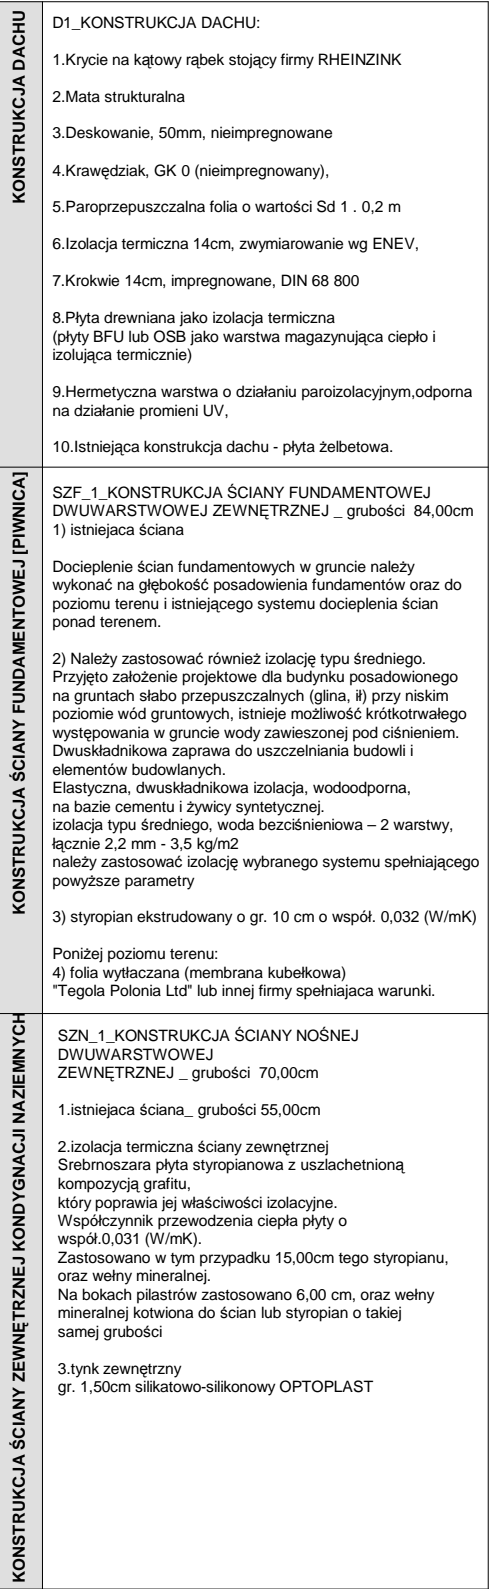 KONSTRUKCJA DACHU
D1_KONSTRUKCJA DACHU:
1.Krycie na kątowy rąbek stojący firmy RHEINZINK
2.Mata strukturalna
3.Deskowanie, 50mm, nieimpregnowane
4.Krawędziak, GK 0 (nieimpregnowany),
5.Paroprzepuszczalna folia o wartości Sd 1 . 0,2 m
6.Izolacja termiczna 14cm, zwymiarowanie wg ENEV,
7.Krokwie 14cm, impregnowane, DIN 68 800
8.Płyta drewniana jako izolacja termiczna
(płyty BFU lub OSB jako warstwa magazynująca ciepło i
izolująca termicznie)
9.Hermetyczna warstwa o działaniu paroizolacyjnym,odporna
na działanie promieni UV,
10.Istniejąca konstrukcja dachu - płyta żelbetowa.
KONSTRUKCJA ŚCIANY FUNDAMENTOWEJ [PIWNICA]
SZF_1_KONSTRUKCJA ŚCIANY FUNDAMENTOWEJ
DWUWARSTWOWEJ ZEWNĘTRZNEJ _ grubości 84,00cm
1) istniejaca ściana
Docieplenie ścian fundamentowych w gruncie należy
wykonać na głębokość posadowienia fundamentów oraz do
poziomu terenu i istniejącego systemu docieplenia ścian
ponad terenem.
2) Należy zastosować również izolację typu średniego.
Przyjęto założenie projektowe dla budynku posadowionego
na gruntach słabo przepuszczalnych (glina, ił) przy niskim
poziomie wód gruntowych, istnieje możliwość krótkotrwałego
występowania w gruncie wody zawieszonej pod ciśnieniem.
Dwuskładnikowa zaprawa do uszczelniania budowli i
elementów budowlanych.
Elastyczna, dwuskładnikowa izolacja, wodoodporna,
na bazie cementu i żywicy syntetycznej.
izolacja typu średniego, woda bezciśnieniowa – 2 warstwy,
łącznie 2,2 mm - 3,5 kg/m2
należy zastosować izolację wybranego systemu spełniającego
powyższe parametry
3) styropian ekstrudowany o gr. 10 cm o współ. 0,032 (W/mK)
Poniżej poziomu terenu:
4) folia wytłaczana (membrana kubełkowa)
"Tegola Polonia Ltd" lub innej firmy spełniajaca warunki.
KONSTRUKCJA ŚCIANY ZEWNĘTRZNEJ KONDYGNACJI NAZIEMNYCH
SZN_1_KONSTRUKCJA ŚCIANY NOŚNEJ
DWUWARSTWOWEJ
ZEWNĘTRZNEJ _ grubości 70,00cm
1.istniejaca ściana_ grubości 55,00cm
2.izolacja termiczna ściany zewnętrznej
Srebrnoszara płyta styropianowa z uszlachetnioną
kompozycją grafitu,
który poprawia jej właściwości izolacyjne.
Współczynnik przewodzenia ciepła płyty o
współ.0,031 (W/mK).
Zastosowano w tym przypadku 15,00cm tego styropianu,
oraz wełny mineralnej.
Na bokach pilastrów zastosowano 6,00 cm, oraz wełny
mineralnej kotwiona do ścian lub styropian o takiej
samej grubości
3.tynk zewnętrzny
gr. 1,50cm silikatowo-silikonowy OPTOPLAST